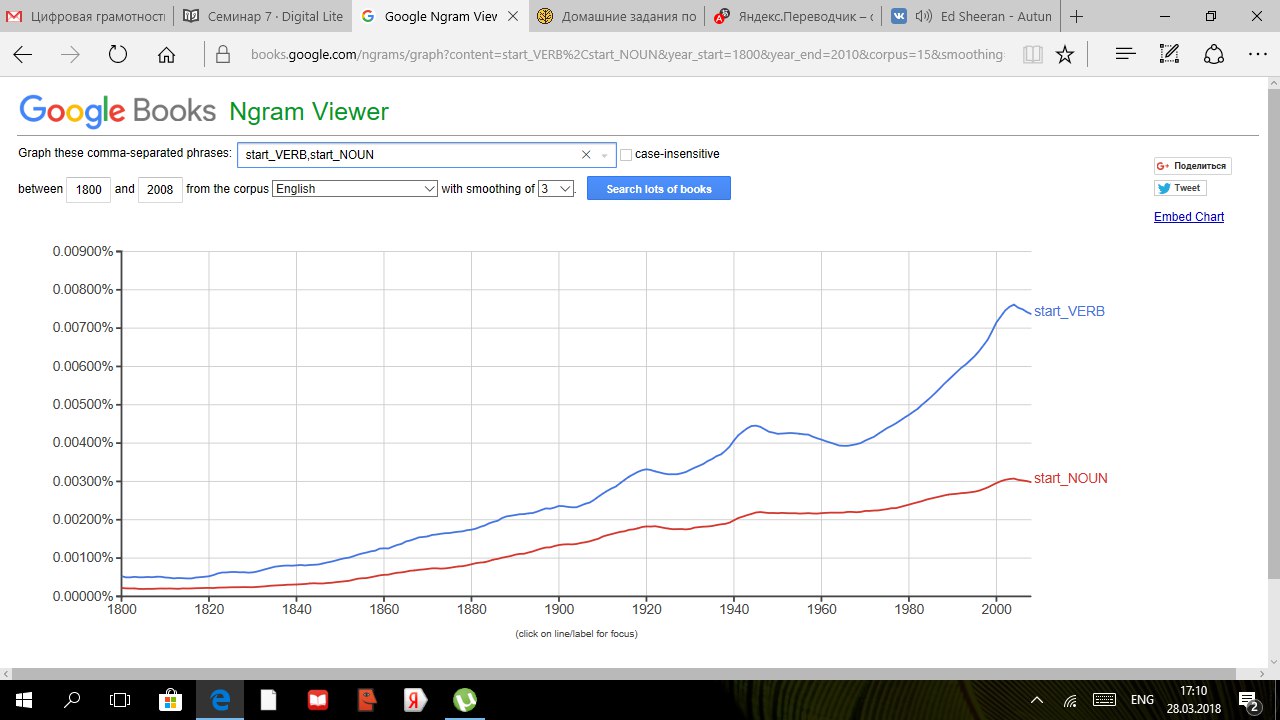 Цифровая грамотност
Семинар 7 · Digital Lite
Google Ngram Viev
Домашние задания по
Яндекс.Переводчик – с
Ed Sheeran - Autun
books.google.com/ngrams/graph?content=start_VERB%2Cstart_NOUN&year_start=1800&year_end=2010&corpus=15&smoothing
Google Books Ngram Viewer
Graph these comma-separated phrases: start_VERB,start_NOUN case-insensitive
between 1800 and 2008 from the corpus English with smoothing of 3 . Search lots of books
G+ Поделиться
Tweet
Embed Chart
0.00900%
0.00800%
0.00700%
0.00600%
0.00500%
0.00400%
0.00300%
0.00200%
0.00100%
0.00000%
start_VERB
start_NOUN
1800 1820 1840 1860 1880 1900 1920 1940 1960 1980 2000
(click on line/label for focus)
ENG
17:10
28.03.2018
2